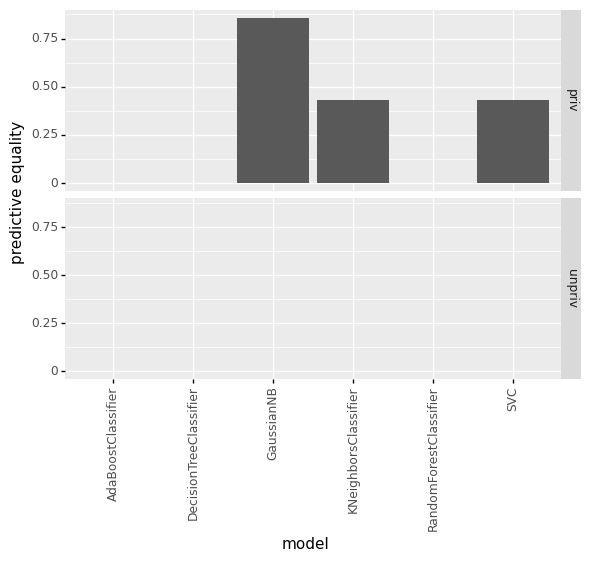 0.75
0.50
0.25
0
priv
0.75
0.50
0.25
0
unpriv
predictive equality
AdaBoostClassifier
DecisionTreeClassifier
GaussianNB
KNeighborsClassifier
RandomForestClassifier
SVC
model